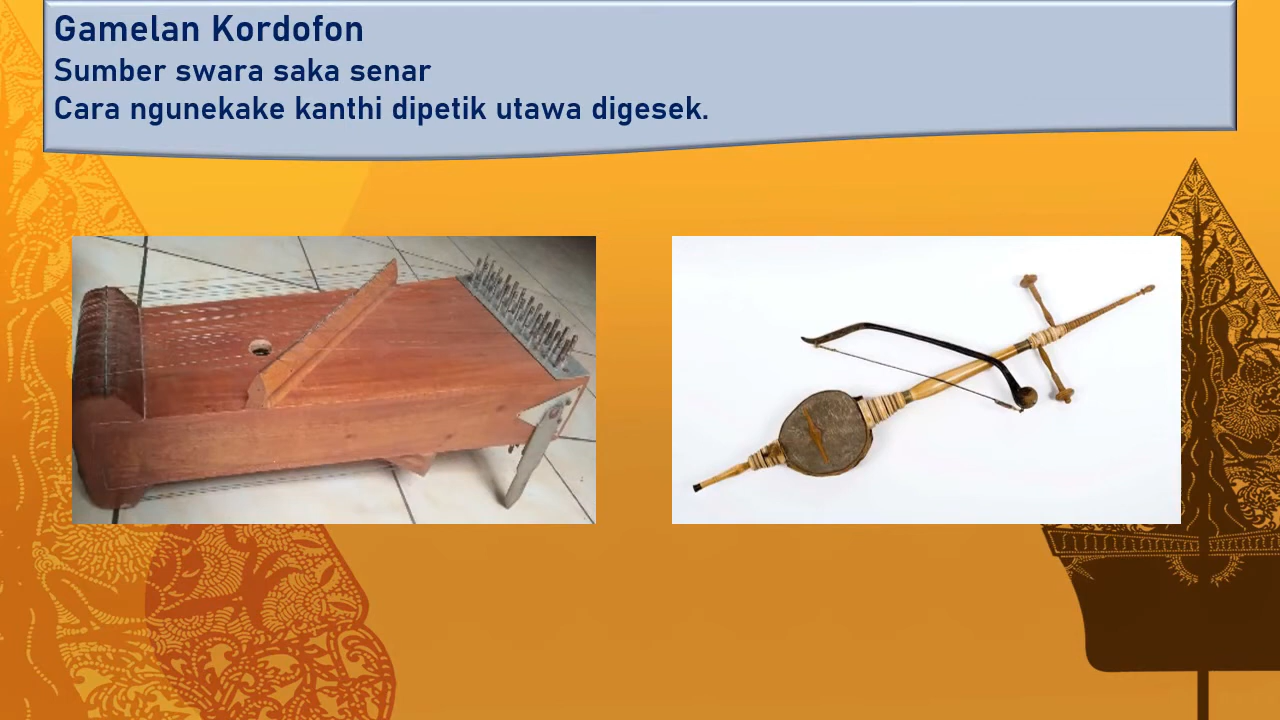 Gamelan Kordofon
Sumber swara saka senar
Cara ngunekake kanthi dipetik utawa digesek.